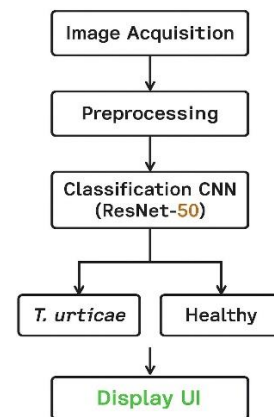 Image Acquisition
Preprocessing
Classification CNN
(ResNet-50)
T. urticae
Healthy
Display UI